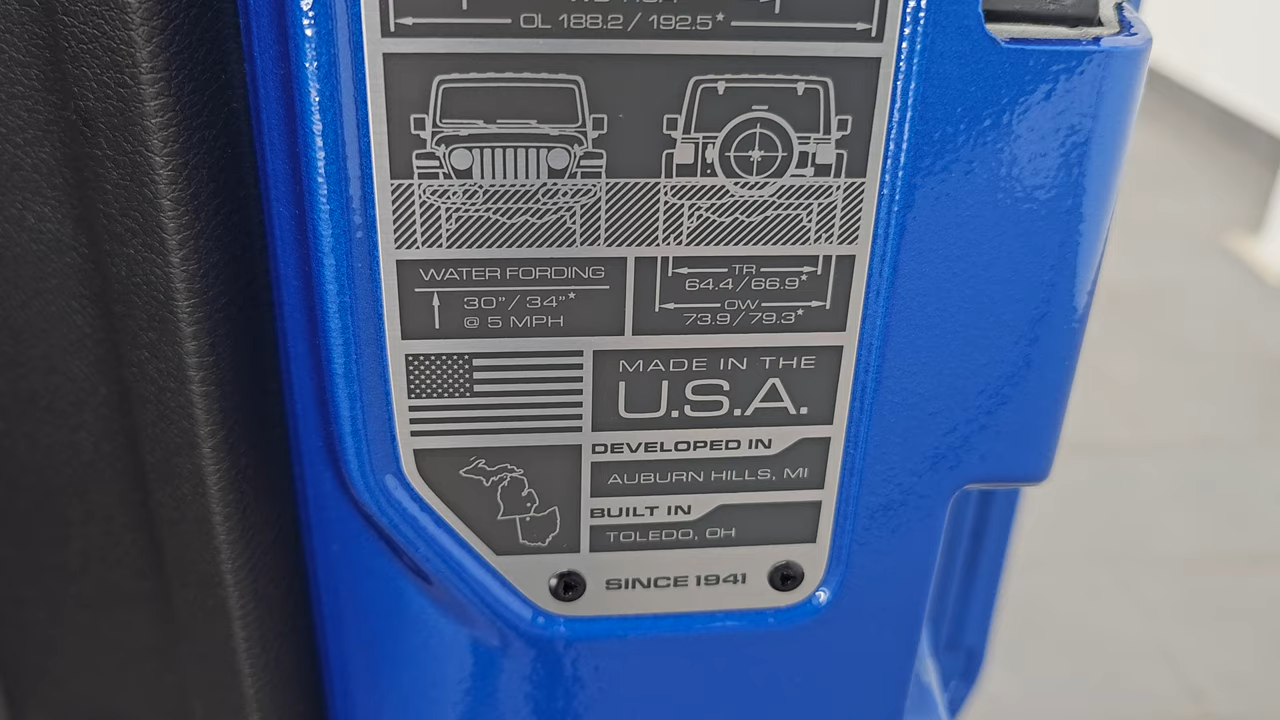 OL 188.2 / 192.5*
WATER FORDING
30"/ 34"*
@ 5 MPH
TR
64.4/66.9*
OW
73.9/79.3*
MADE IN THE
U.S.A.
DEVELOPED IN
AUBURN HILLS, MI
BUILT IN
TOLEDO, OH
SINCE 1941